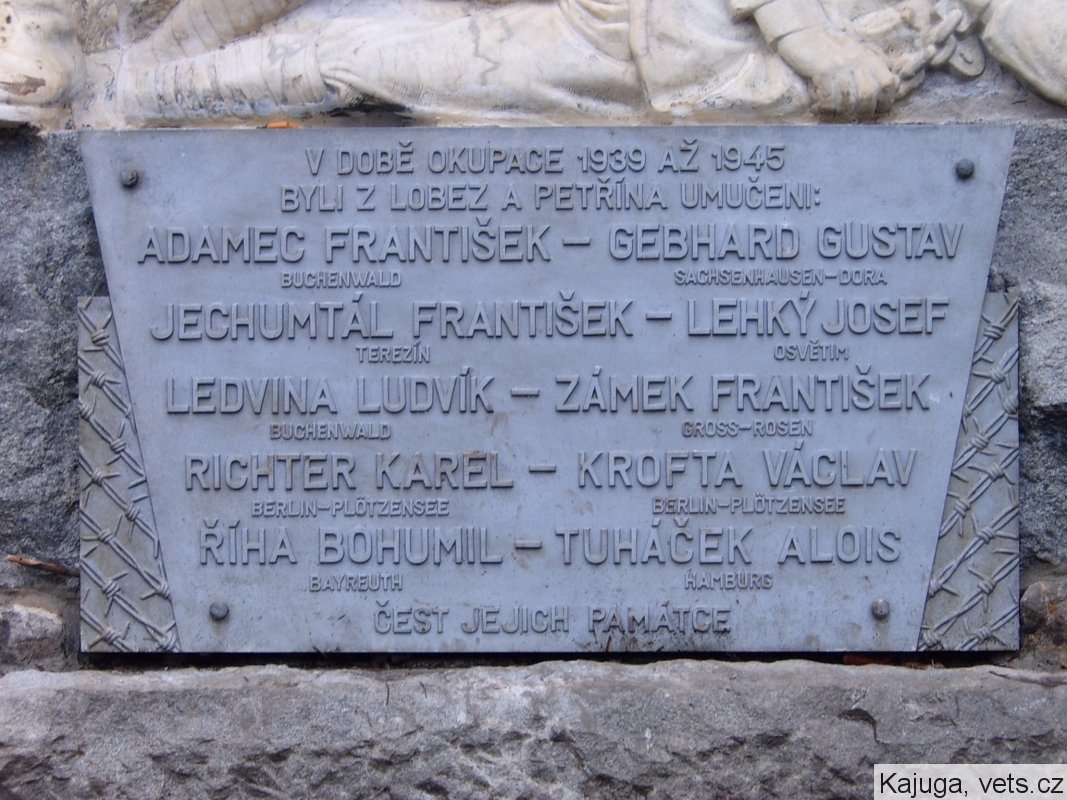 V DOBĚ OKUPACE 1939 AŽ 1945
BYLI Z LOBEZ A PETŘÍNA UMUČENI:
ADAMEC FRANTIŠEK – GEBHARD GUSTAV
BUCHENWALD SACHSENHAUSEN-DORA
JECHUMTÁL FRANTIŠEK – LEHKÝ JOSEF
TEREZÍN OSVĚTIM
LEDVINA LUDVÍK – ZÁMEK FRANTIŠEK
BUCHENWALD GROSS-ROSEN
RICHTER KAREL – KROFTA VÁCLAV
BERLIN-PLÖTZENSEE BERLIN-PLÖTZENSEE
ŘÍHA BOHUMIL – TUHÁČEK ALOIS
BAYREUTH HAMBURG
ČEST JEJICH PAMÁTCE
Kajuga, vets.cz